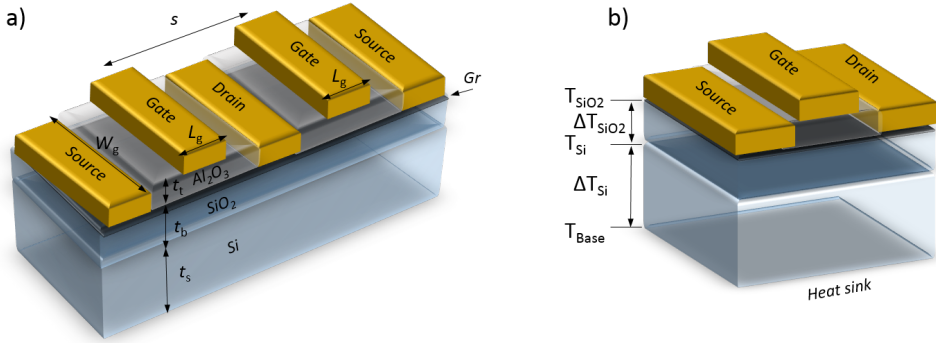 a)
s
Gate
Lg
Source
Gr
Gate
Drain
Lg
Wg
Source
tt
Al2O3
SiO2
tb
Si
ts
b)
Gate
Drain
Source
TSiO2
ΔTSiO2
TSi
ΔTSi
TBase
Heat sink